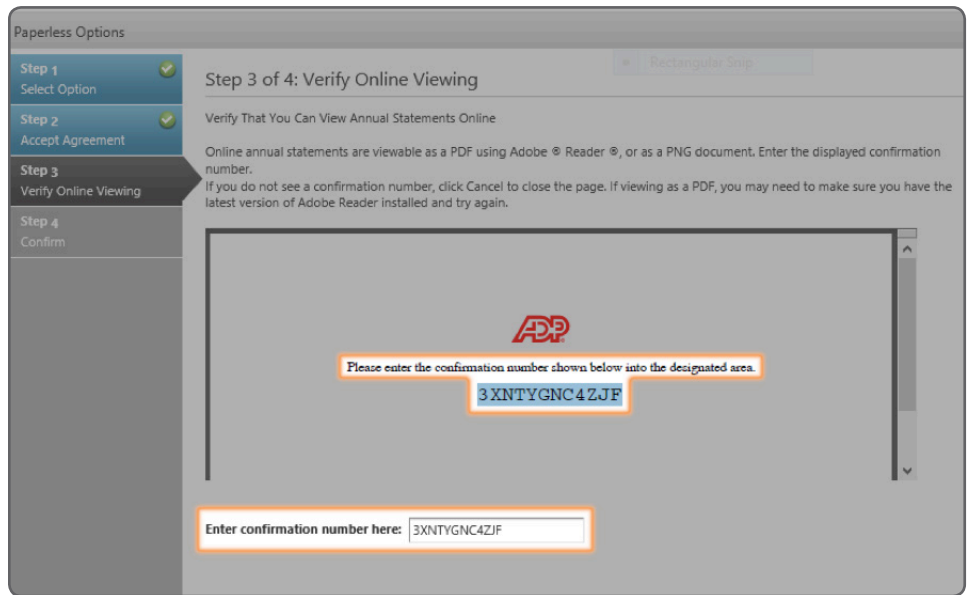 Paperless Options
Step 1
Select Option
Step 2
Accept Agreement
Step 3
Verify Online Viewing
Step 4
Confirm
Rectangular Snip
Step 3 of 4: Verify Online Viewing
Verify That You Can View Annual Statements Online
Online annual statements are viewable as a PDF using Adobe ® Reader ®, or as a PNG document. Enter the displayed confirmation
number.
If you do not see a confirmation number, click Cancel to close the page. If viewing as a PDF, you may need to make sure you have the
latest version of Adobe Reader installed and try again.
ADP
Please enter the confirmation number shown below into the designated area.
3XNTYGNC4ZJF
Enter confirmation number here: 3XNTYGNC4ZJF